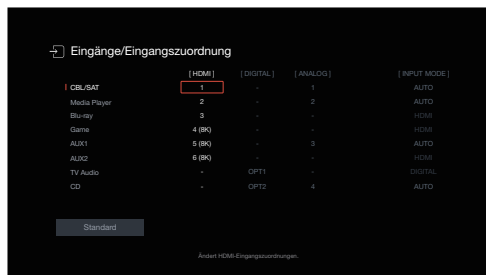 Eingänge/Eingangszuordnung
[ HDMI ] [ DIGITAL ] [ ANALOG ] [ INPUT MODE ]
CBL/SAT 1 - 1 AUTO
Media Player 2 - 2 AUTO
Blu-ray 3 - - HDMI
Game 4 (8K) - - HDMI
AUX1 5 (8K) - 3 AUTO
AUX2 6 (8K) - - HDMI
TV Audio - OPT1 - DIGITAL
CD - OPT2 4 AUTO
Standard
Ändert HDMI-Eingangszuordnungen.